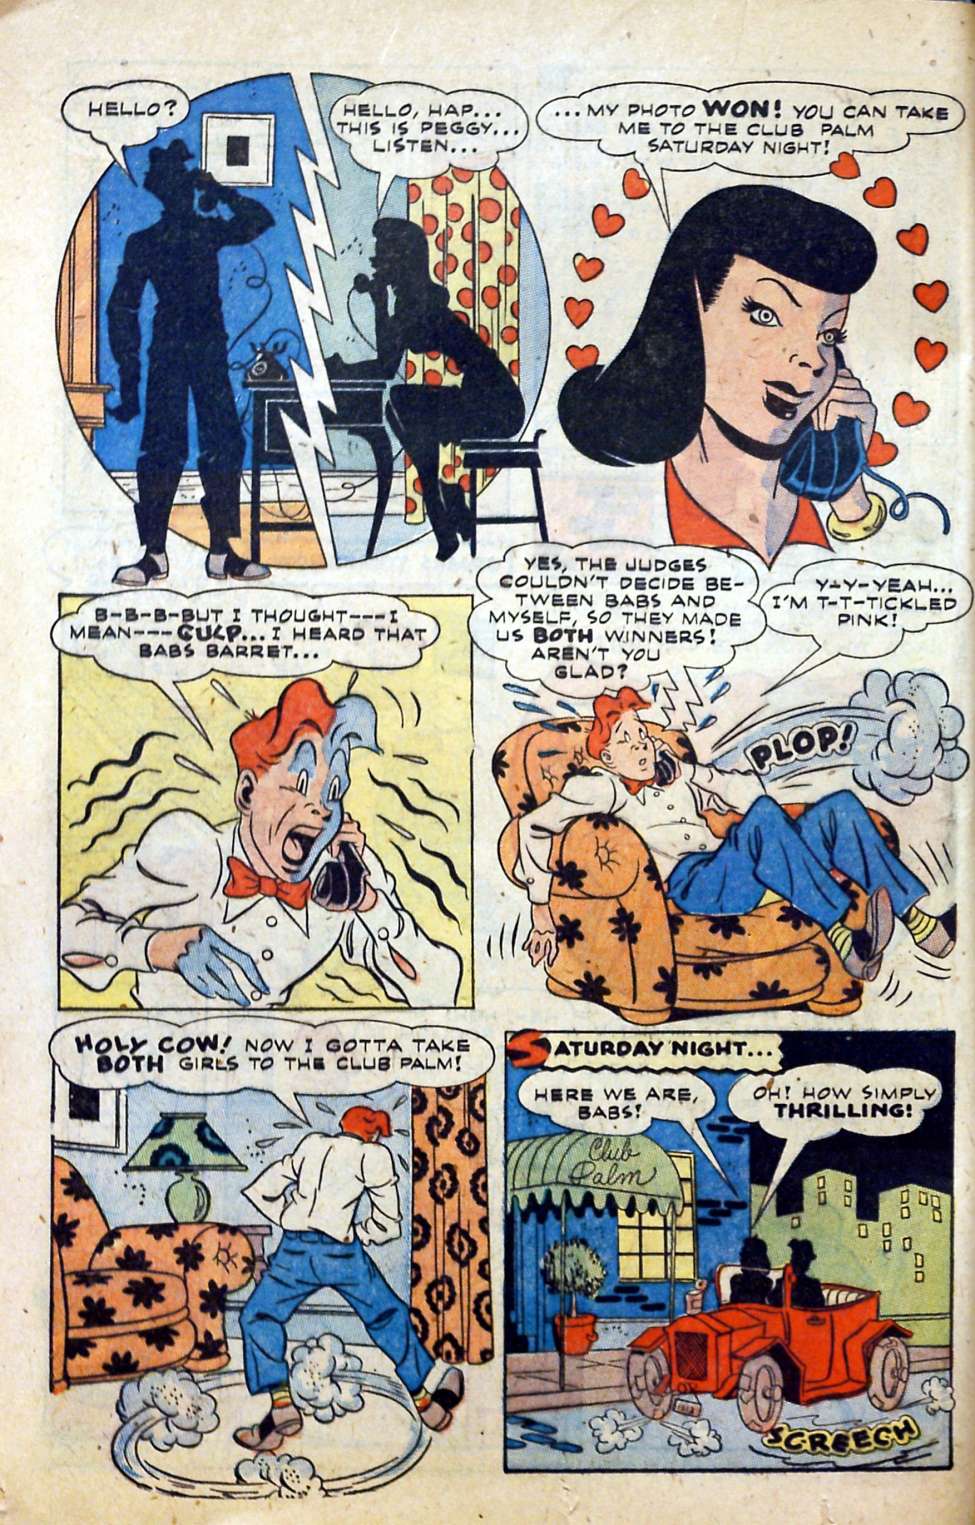 HELLO?
HELLO, HAP...
THIS IS PEGGY...
LISTEN...
...MY PHOTO WON! YOU CAN TAKE
ME TO THE CLUB PALM
SATURDAY NIGHT!
B-B-B-BUT I THOUGHT---I
MEAN---GULP...I HEARD THAT
BABS BARRET...
YES, THE JUDGES
COULDN'T DECIDE BE-
TWEEN BABS AND
MYSELF, SO THEY MADE
US BOTH WINNERS!
AREN'T YOU
GLAD?
Y-Y-YEAH...
I'M T-T-TICKLED
PINK!
PLOP!
HOLY COW! NOW I GOTTA TAKE
BOTH GIRLS TO THE CLUB PALM!
SATURDAY NIGHT...
HERE WE ARE,
BABS!
OH! HOW SIMPLY
THRILLING!
Club
Palm
SCREECH